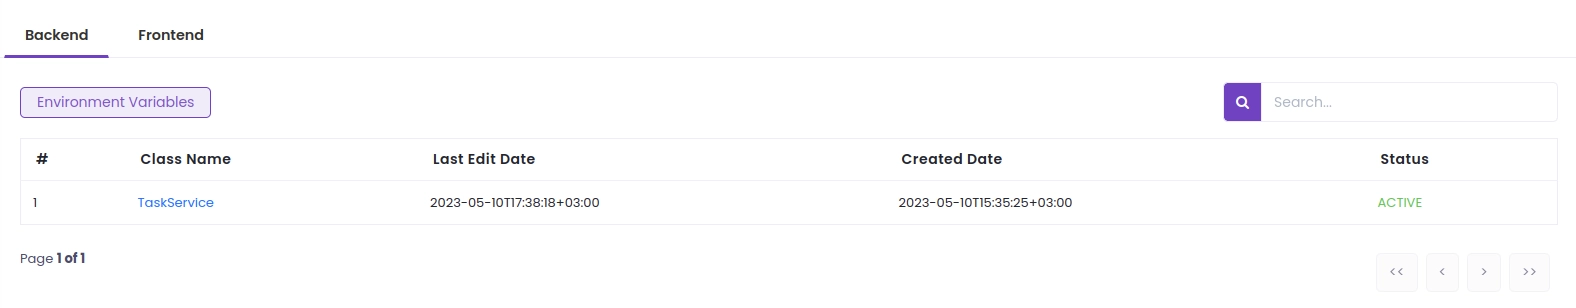 Backend Frontend
Environment Variables Search...
# Class Name Last Edit Date Created Date Status
1 TaskService 2023-05-10T17:38:18+03:00 2023-05-10T15:35:25+03:00 ACTIVE
Page 1 of 1 << < > >>